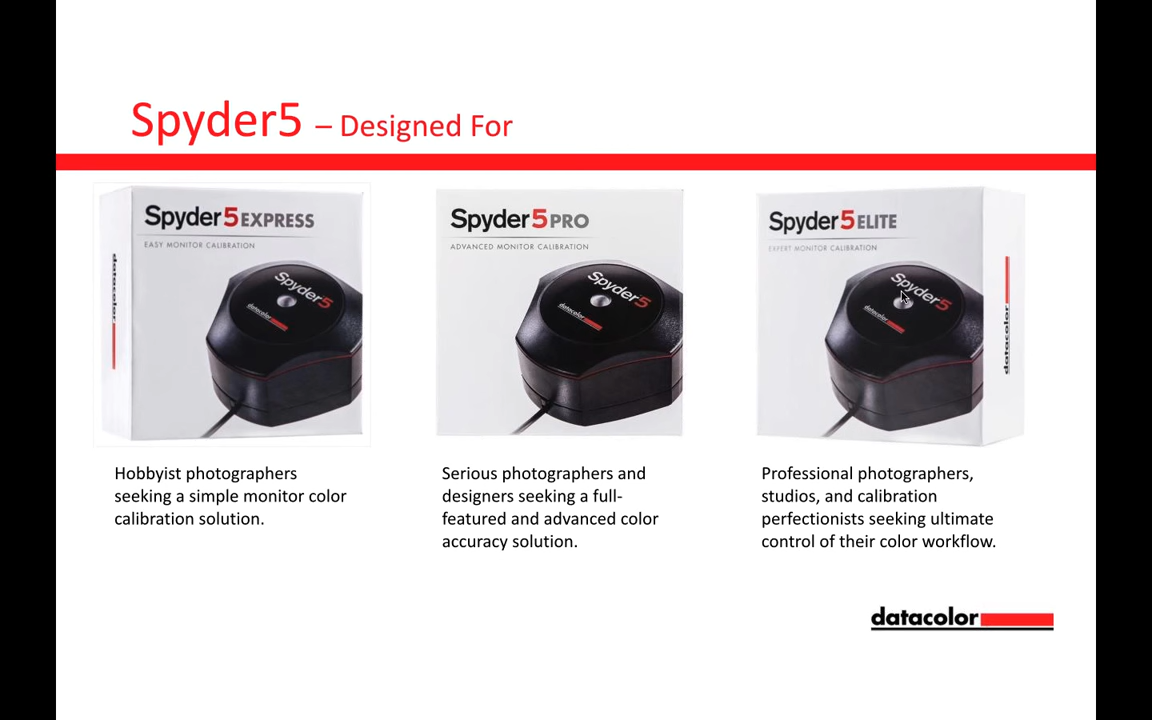 Spyder5 – Designed For
Spyder5EXPRESS
EASY MONITOR CALIBRATION
datacolor
Spyder5
datacolor
Spyder5PRO
ADVANCED MONITOR CALIBRATION
Spyder5
datacolor
Spyder5ELITE
EXPERT MONITOR CALIBRATION
Spyder5
datacolor
datacolor
Hobbyist photographers
seeking a simple monitor color
calibration solution.
Serious photographers and
designers seeking a full-
featured and advanced color
accuracy solution.
Professional photographers,
studios, and calibration
perfectionists seeking ultimate
control of their color workflow.
datacolor